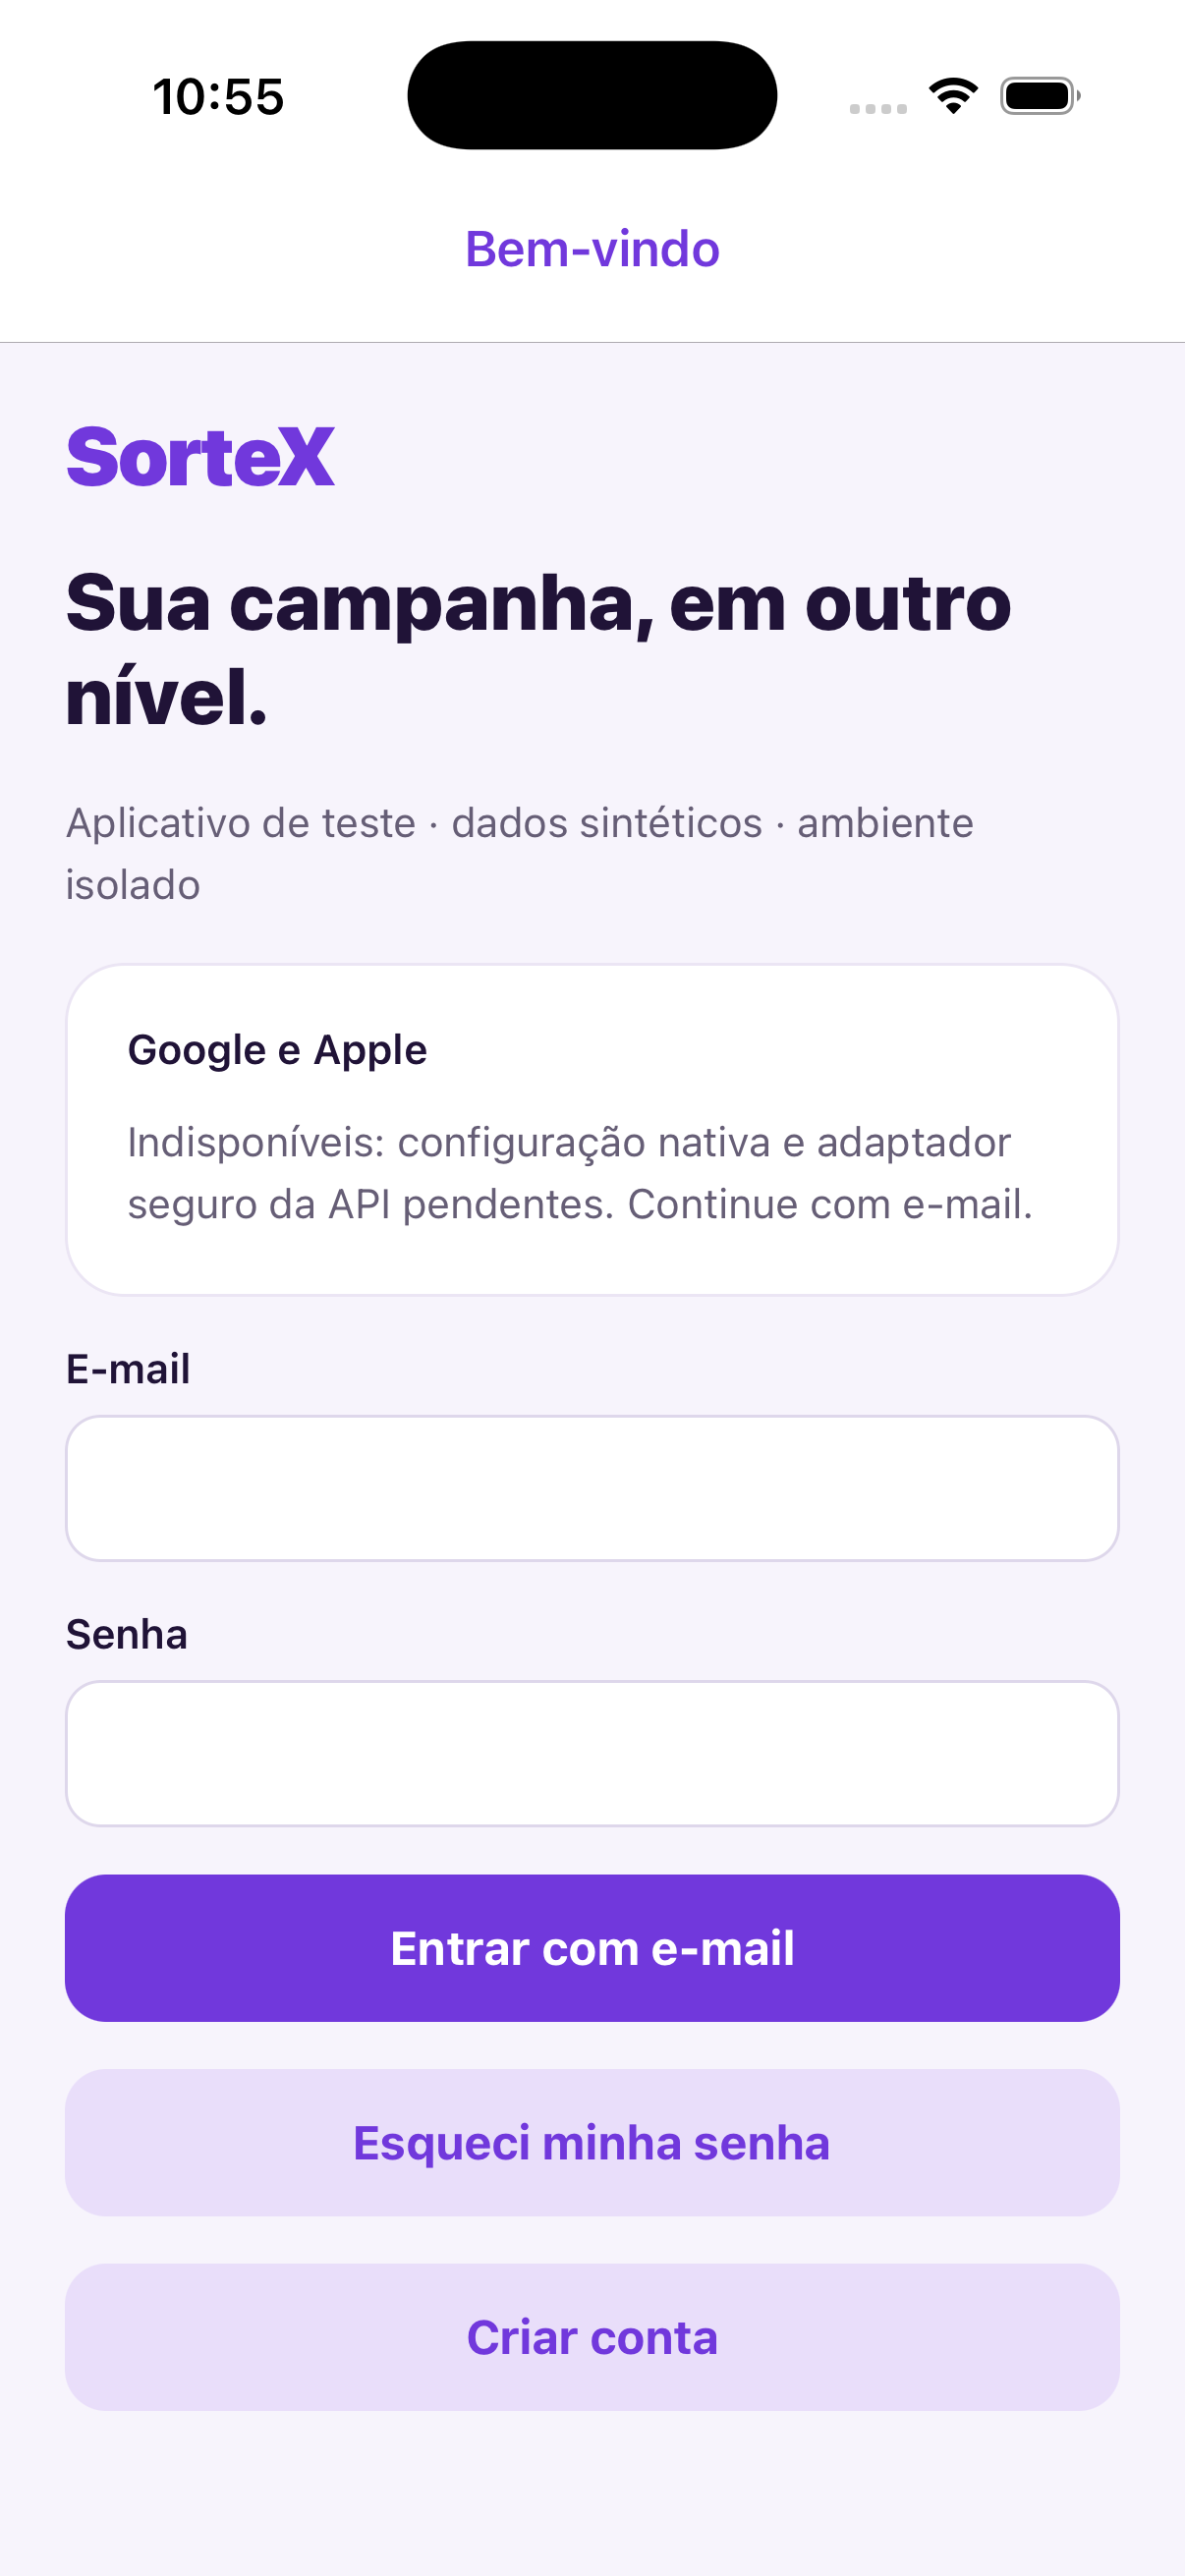 10:55
Bem-vindo
SorteX
Sua campanha, em outro
nível.
Aplicativo de teste · dados sintéticos · ambiente
isolado
Google e Apple
Indisponíveis: configuração nativa e adaptador
seguro da API pendentes. Continue com e-mail.
E-mail
Senha
Entrar com e-mail
Esqueci minha senha
Criar conta